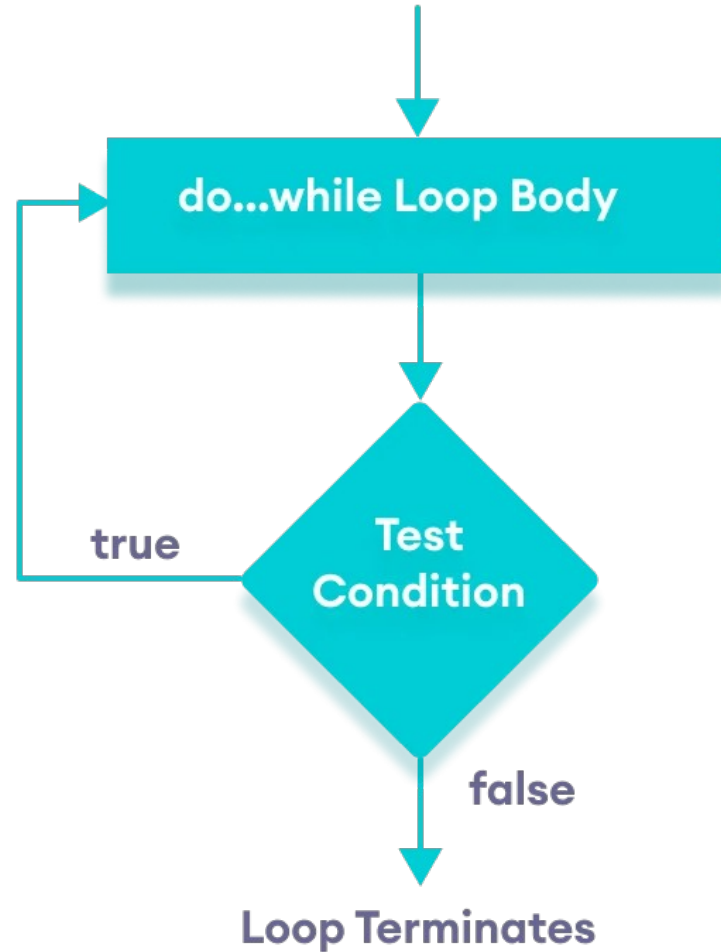 do...while Loop Body
true
Test
Condition
false
Loop Terminates